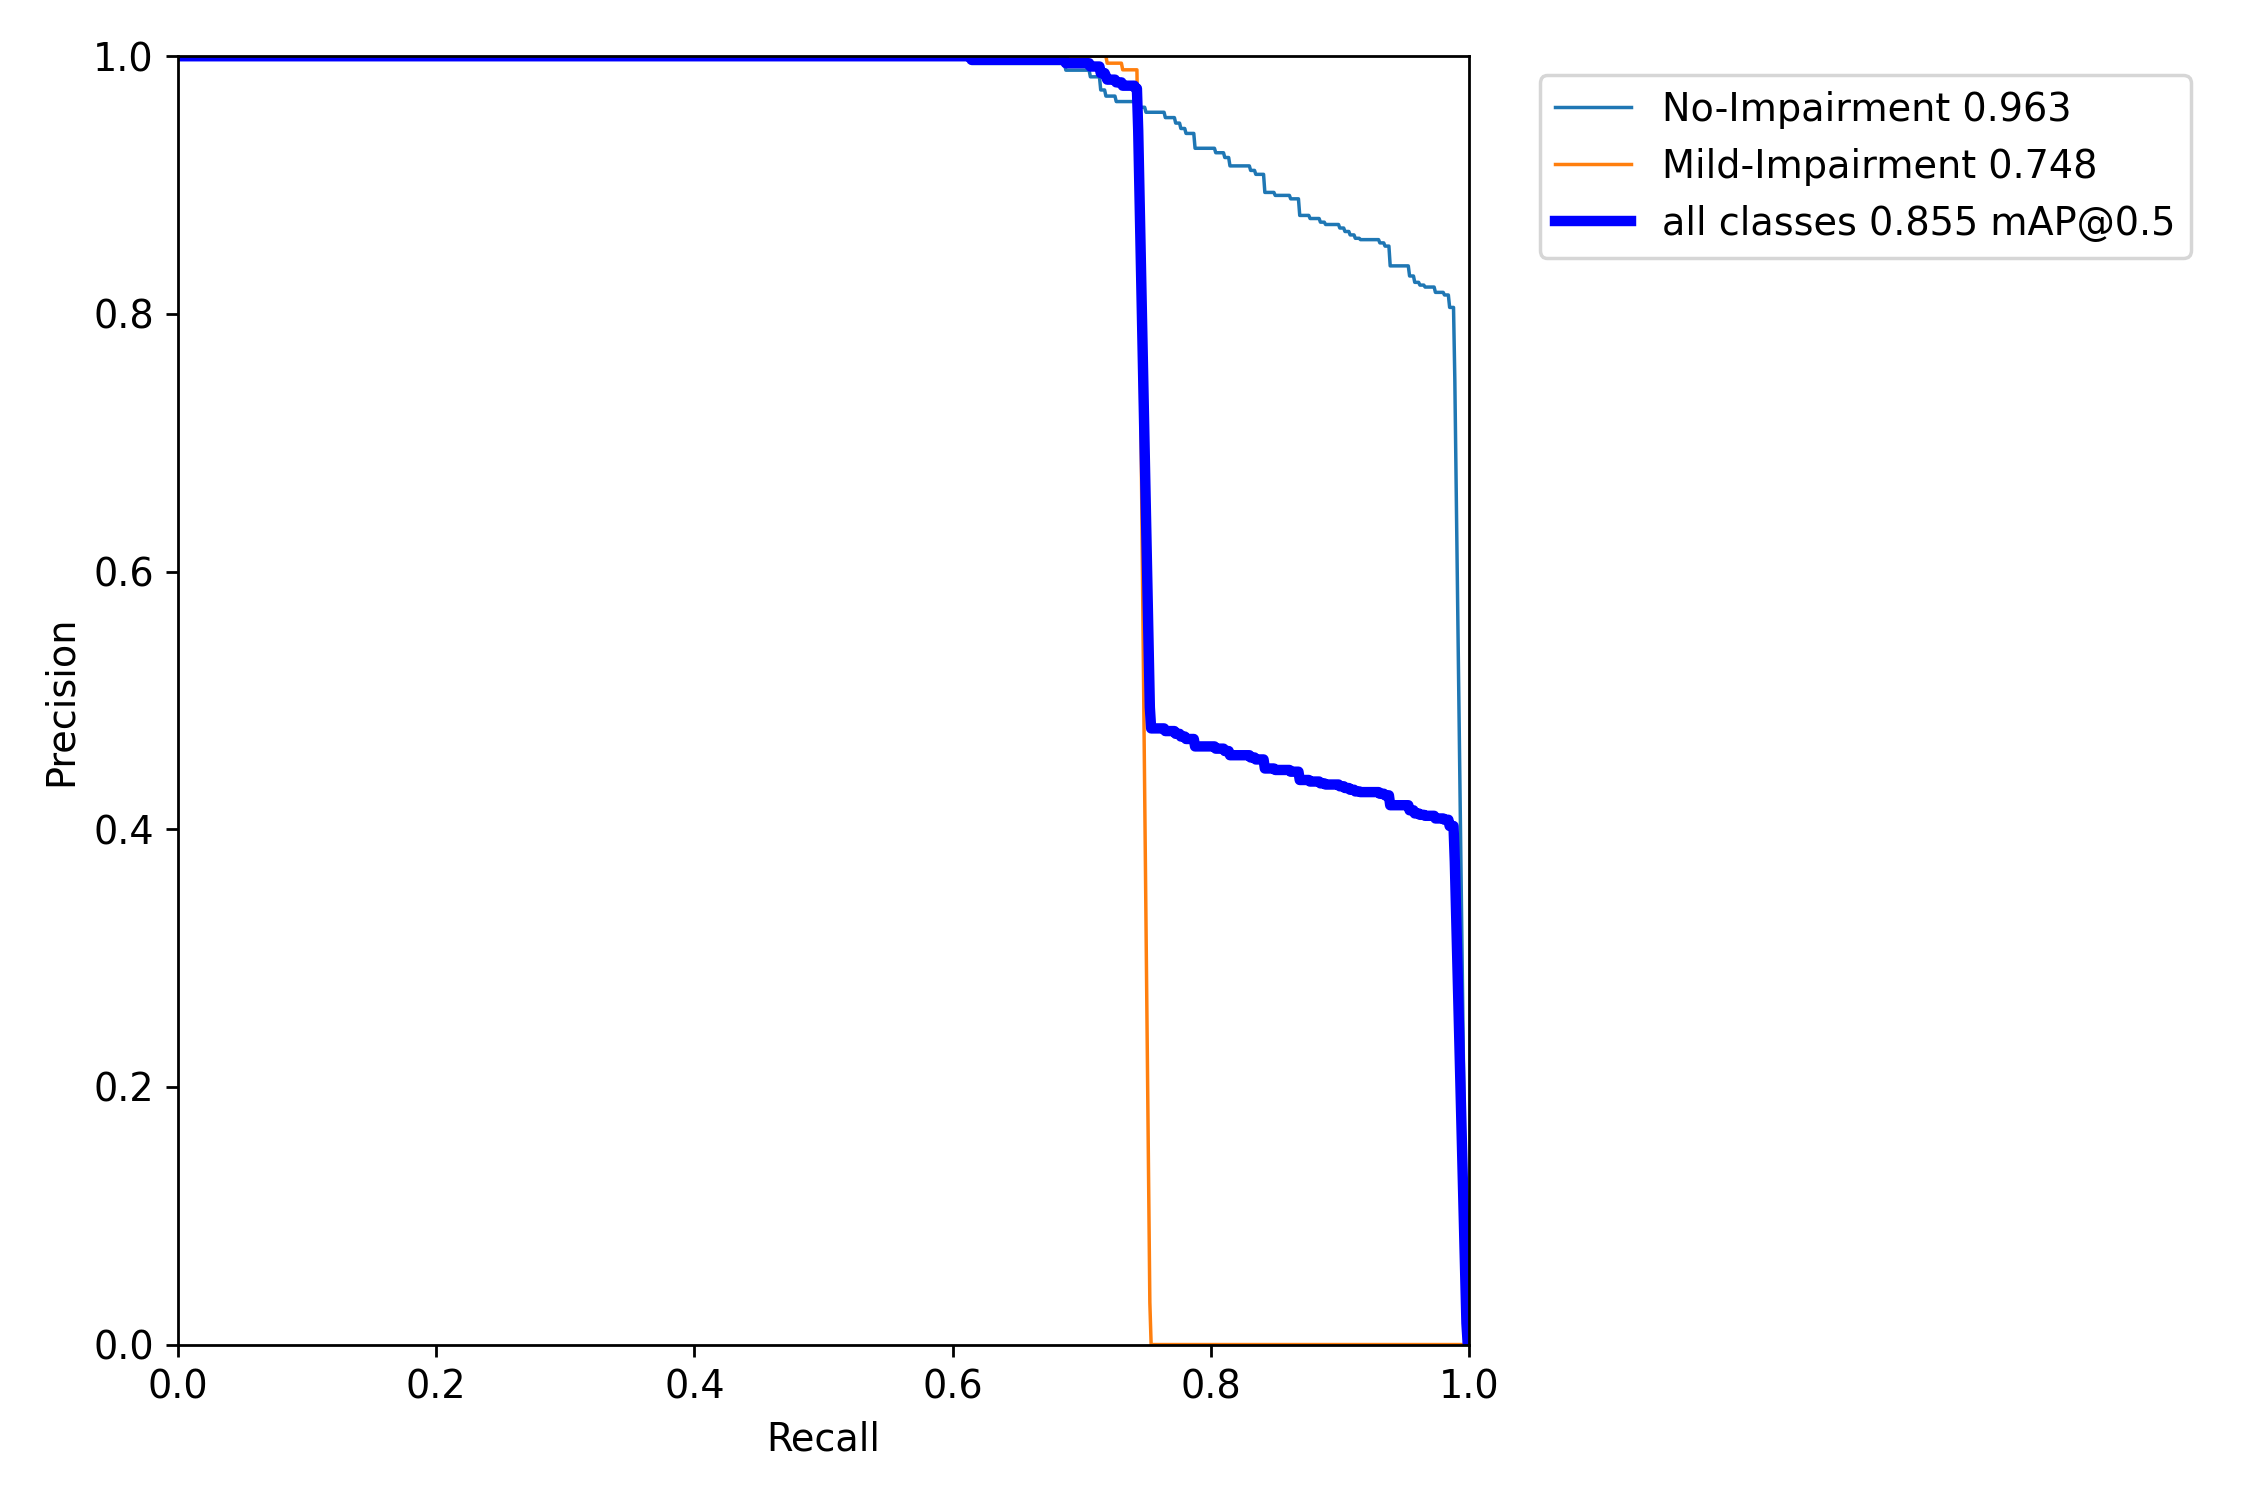 No-Impairment 0.963
Mild-Impairment 0.748
all classes 0.855 mAP@0.5
1.0
0.8
0.6
0.4
0.2
0.0
Precision
0.0 0.2 0.4 0.6 0.8 1.0
Recall